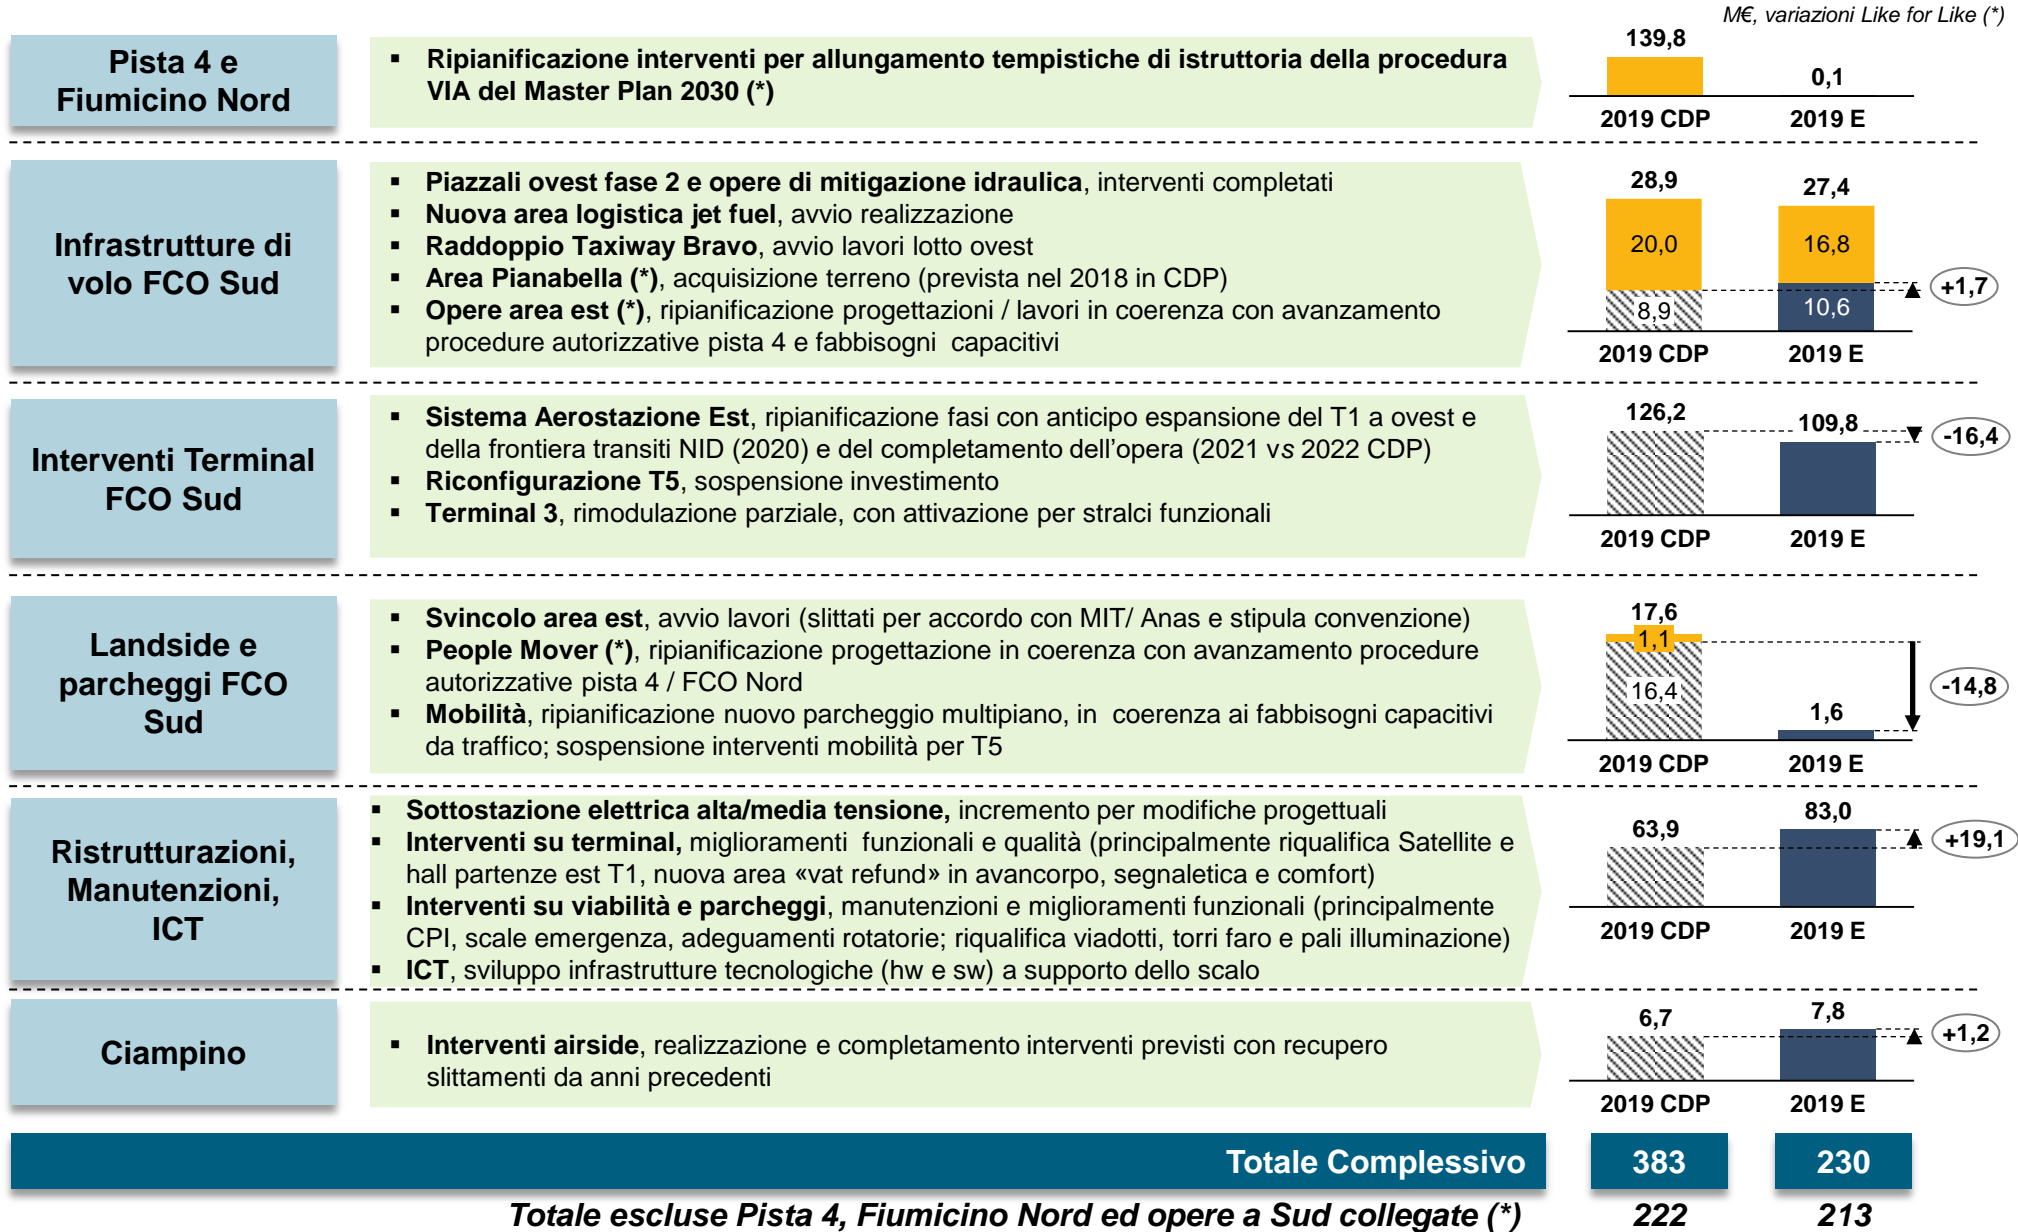 M€, variazioni Like for Like (*)
Pista 4 e
Fiumicino Nord
▪ Ripianificazione interventi per allungamento tempistiche di istruttoria della procedura
VIA del Master Plan 2030 (*)
139,8
0,1
2019 CDP 2019 E
Infrastrutture di
volo FCO Sud
▪ Piazzali ovest fase 2 e opere di mitigazione idraulica, interventi completati
▪ Nuova area logistica jet fuel, avvio realizzazione
▪ Raddoppio Taxiway Bravo, avvio lavori lotto ovest
▪ Area Pianabella (*), acquisizione terreno (prevista nel 2018 in CDP)
▪ Opere area est (*), ripianificazione progettazioni / lavori in coerenza con avanzamento
procedure autorizzative pista 4 e fabbisogni capacitivi
28,9 27,4
20,0 16,8
+1,7
8,9 10,6
2019 CDP 2019 E
Interventi Terminal
FCO Sud
▪ Sistema Aerostazione Est, ripianificazione fasi con anticipo espansione del T1 a ovest e
della frontiera transiti NID (2020) e del completamento dell'opera (2021 vs 2022 CDP)
▪ Riconfigurazione T5, sospensione investimento
▪ Terminal 3, rimodulazione parziale, con attivazione per stralci funzionali
126,2
109,8
-16,4
2019 CDP 2019 E
Landside e
parcheggi FCO
Sud
▪ Svincolo area est, avvio lavori (slittati per accordo con MIT/ Anas e stipula convenzione)
▪ People Mover (*), ripianificazione progettazione in coerenza con avanzamento procedure
autorizzative pista 4 / FCO Nord
▪ Mobilità, ripianificazione nuovo parcheggio multipiano, in coerenza ai fabbisogni capacitivi
da traffico; sospensione interventi mobilità per T5
17,6
1,1
16,4
-14,8
1,6
2019 CDP 2019 E
Ristrutturazioni,
Manutenzioni,
ICT
▪ Sottostazione elettrica alta/media tensione, incremento per modifiche progettuali
▪ Interventi su terminal, miglioramenti funzionali e qualità (principalmente riqualifica Satellite e
hall partenze est T1, nuova area «vat refund» in avancorpo, segnaletica e comfort)
▪ Interventi su viabilità e parcheggi, manutenzioni e miglioramenti funzionali (principalmente
CPI, scale emergenza, adeguamenti rotatorie; riqualifica viadotti, torri faro e pali illuminazione)
▪ ICT, sviluppo infrastrutture tecnologiche (hw e sw) a supporto dello scalo
63,9
83,0
+19,1
2019 CDP 2019 E
Ciampino
▪ Interventi airside, realizzazione e completamento interventi previsti con recupero
slittamenti da anni precedenti
6,7 7,8
+1,2
2019 CDP 2019 E
Totale Complessivo 383 230
Totale escluse Pista 4, Fiumicino Nord ed opere a Sud collegate (*) 222 213